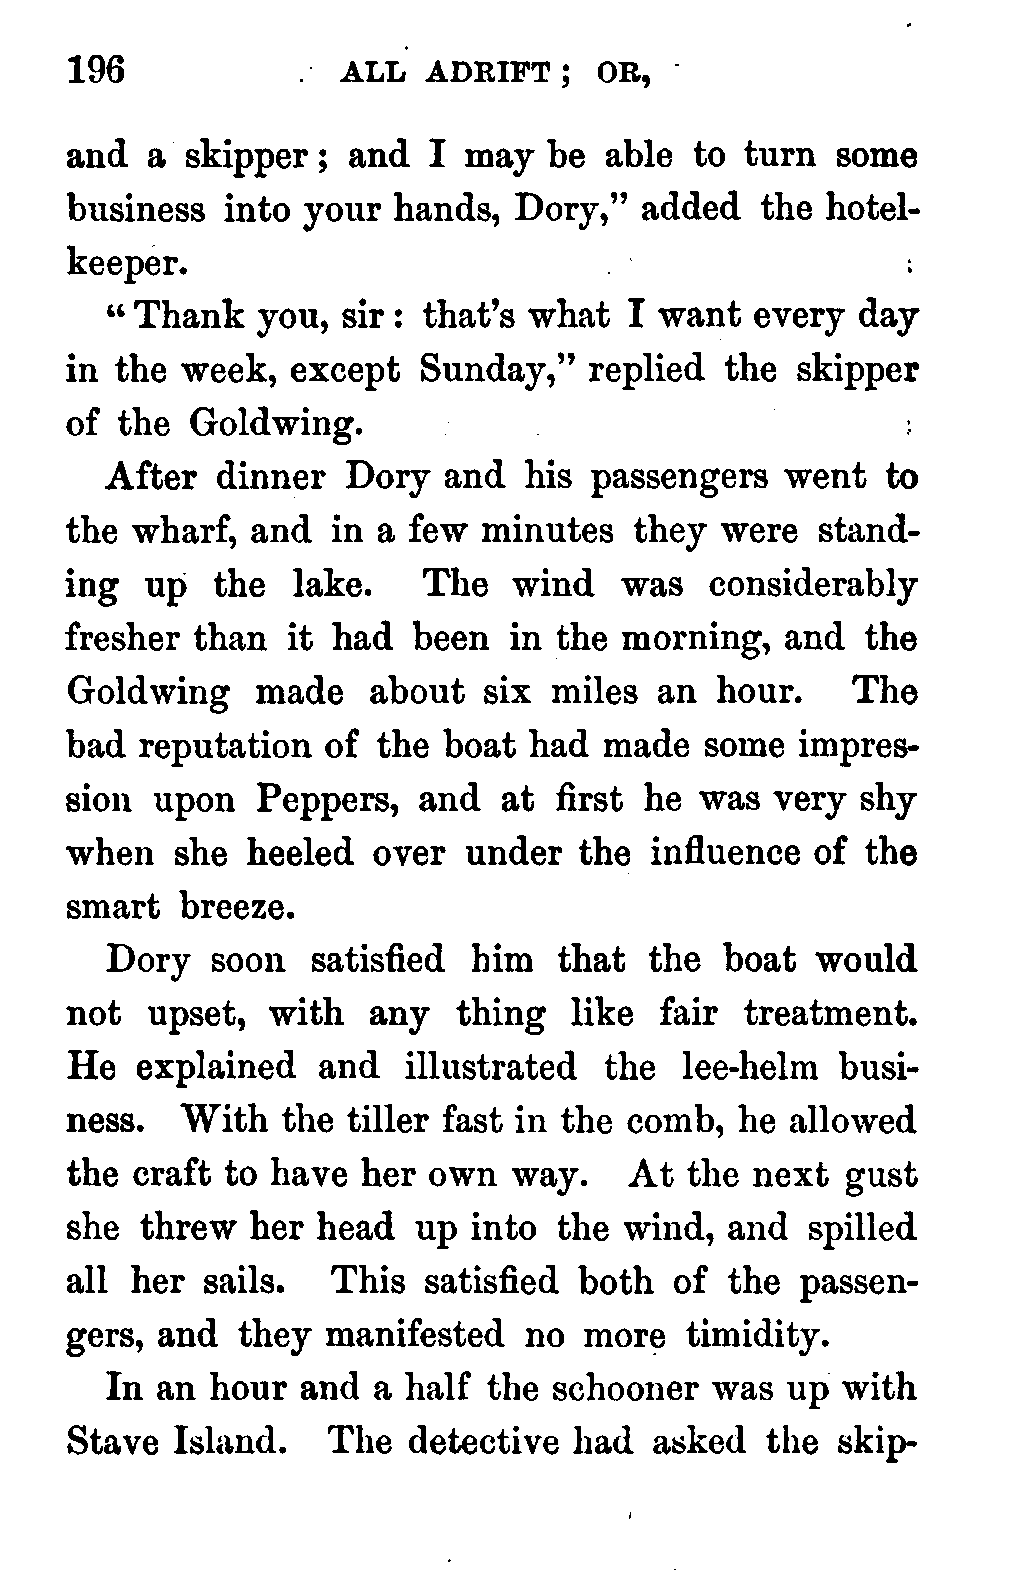 196 ALL ADRIFT; OR,
and a skipper; and I may be able to turn some
business into your hands, Dory,” added the hotel-
keeper.
“Thank you, sir: that’s what I want every day
in the week, except Sunday,” replied the skipper
of the Goldwing.
After dinner Dory and his passengers went to
the wharf, and in a few minutes they were stand-
ing up the lake. The wind was considerably
fresher than it had been in the morning, and the
Goldwing made about six miles an hour. The
bad reputation of the boat had made some impres-
sion upon Peppers, and at first he was very shy
when she heeled over under the influence of the
smart breeze.
Dory soon satisfied him that the boat would
not upset, with any thing like fair treatment.
He explained and illustrated the lee-helm busi-
ness. With the tiller fast in the comb, he allowed
the craft to have her own way. At the next gust
she threw her head up into the wind, and spilled
all her sails. This satisfied both of the passen-
gers, and they manifested no more timidity.
In an hour and a half the schooner was up with
Stave Island. The detective had asked the skip-